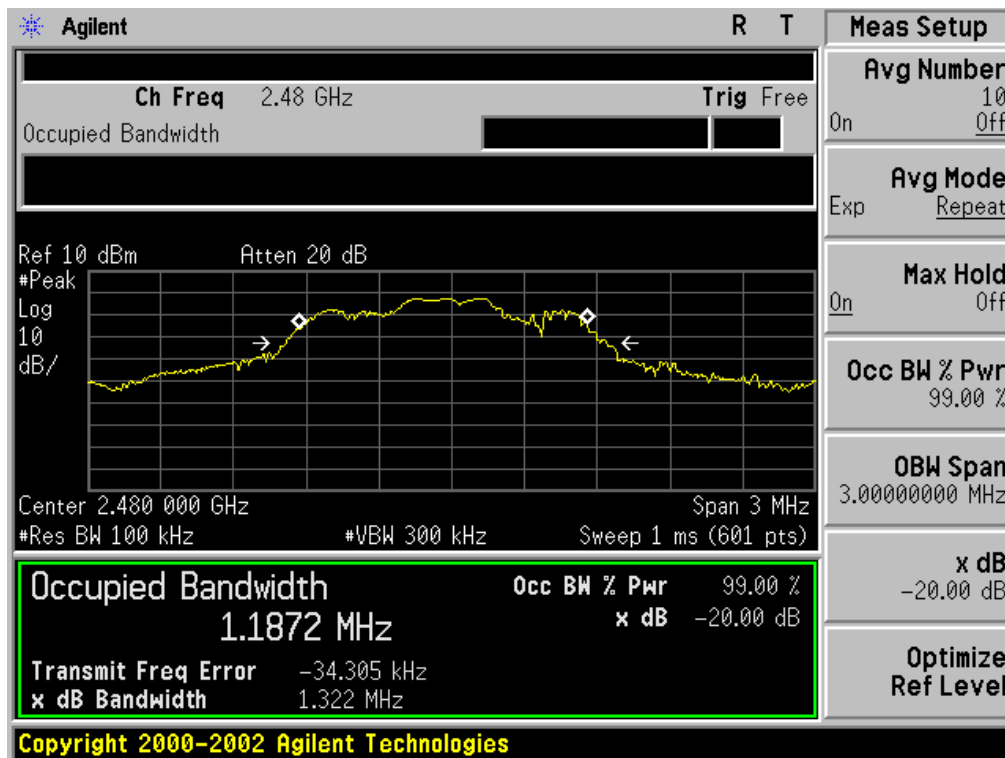 Agilent R T
Ch Freq 2.48 GHz Trig Free
Occupied Bandwidth
Ref 10 dBm Atten 20 dB
#Peak
Log
10
dB/
Center 2.480 000 GHz Span 3 MHz
#Res BW 100 kHz #VBW 300 kHz Sweep 1 ms (601 pts)
Occupied Bandwidth Occ BW % Pwr 99.00 %
1.1872 MHz x dB -20.00 dB
Transmit Freq Error -34.305 kHz
x dB Bandwidth 1.322 MHz
Copyright 2000-2002 Agilent Technologies
Meas Setup
Avg Number
10
On Off
Avg Mode
Exp Repeat
Max Hold
On Off
Occ BW % Pwr
99.00 %
OBW Span
3.00000000 MHz
x dB
-20.00 dB
Optimize
Ref Level